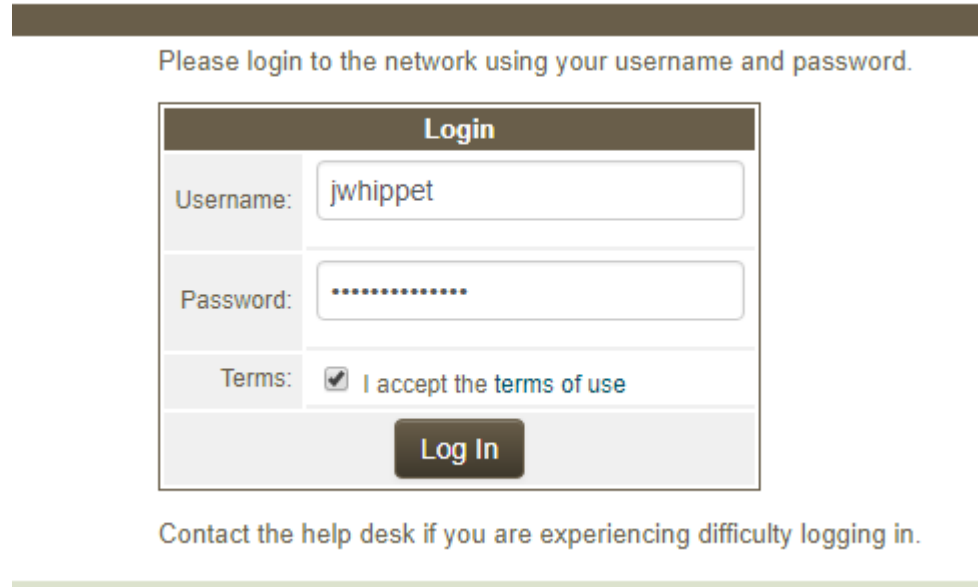 Please login to the network using your username and password.
Login
Username: jwhippet
Password: ••••••••••••••
Terms: I accept the terms of use
Log In
Contact the help desk if you are experiencing difficulty logging in.